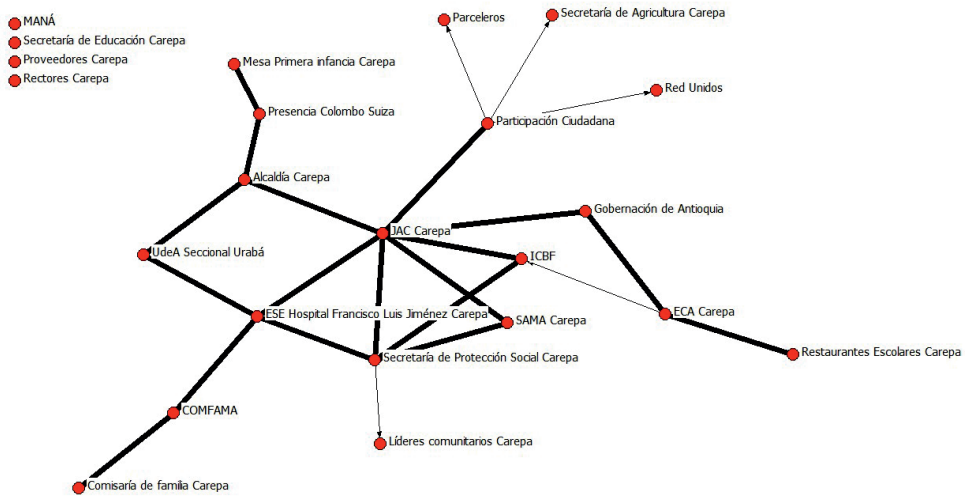 MANÁ
Secretaría de Educación Carepa
Proveedores Carepa
Rectores Carepa
Parceleros
Secretaría de Agricultura Carepa
Mesa Primera infancia Carepa
Red Unidos
Presencia Colombo Suiza
Participación Ciudadana
Alcaldía Carepa
Gobernación de Antioquia
JAC Carepa
UdeA Seccional Urabá
ICBF
ESE Hospital Francisco Luis Jiménez Carepa
SAMA Carepa
ECA Carepa
Secretaría de Protección Social Carepa
Restaurantes Escolares Carepa
COMFAMA
Líderes comunitarios Carepa
Comisaría de familia Carepa